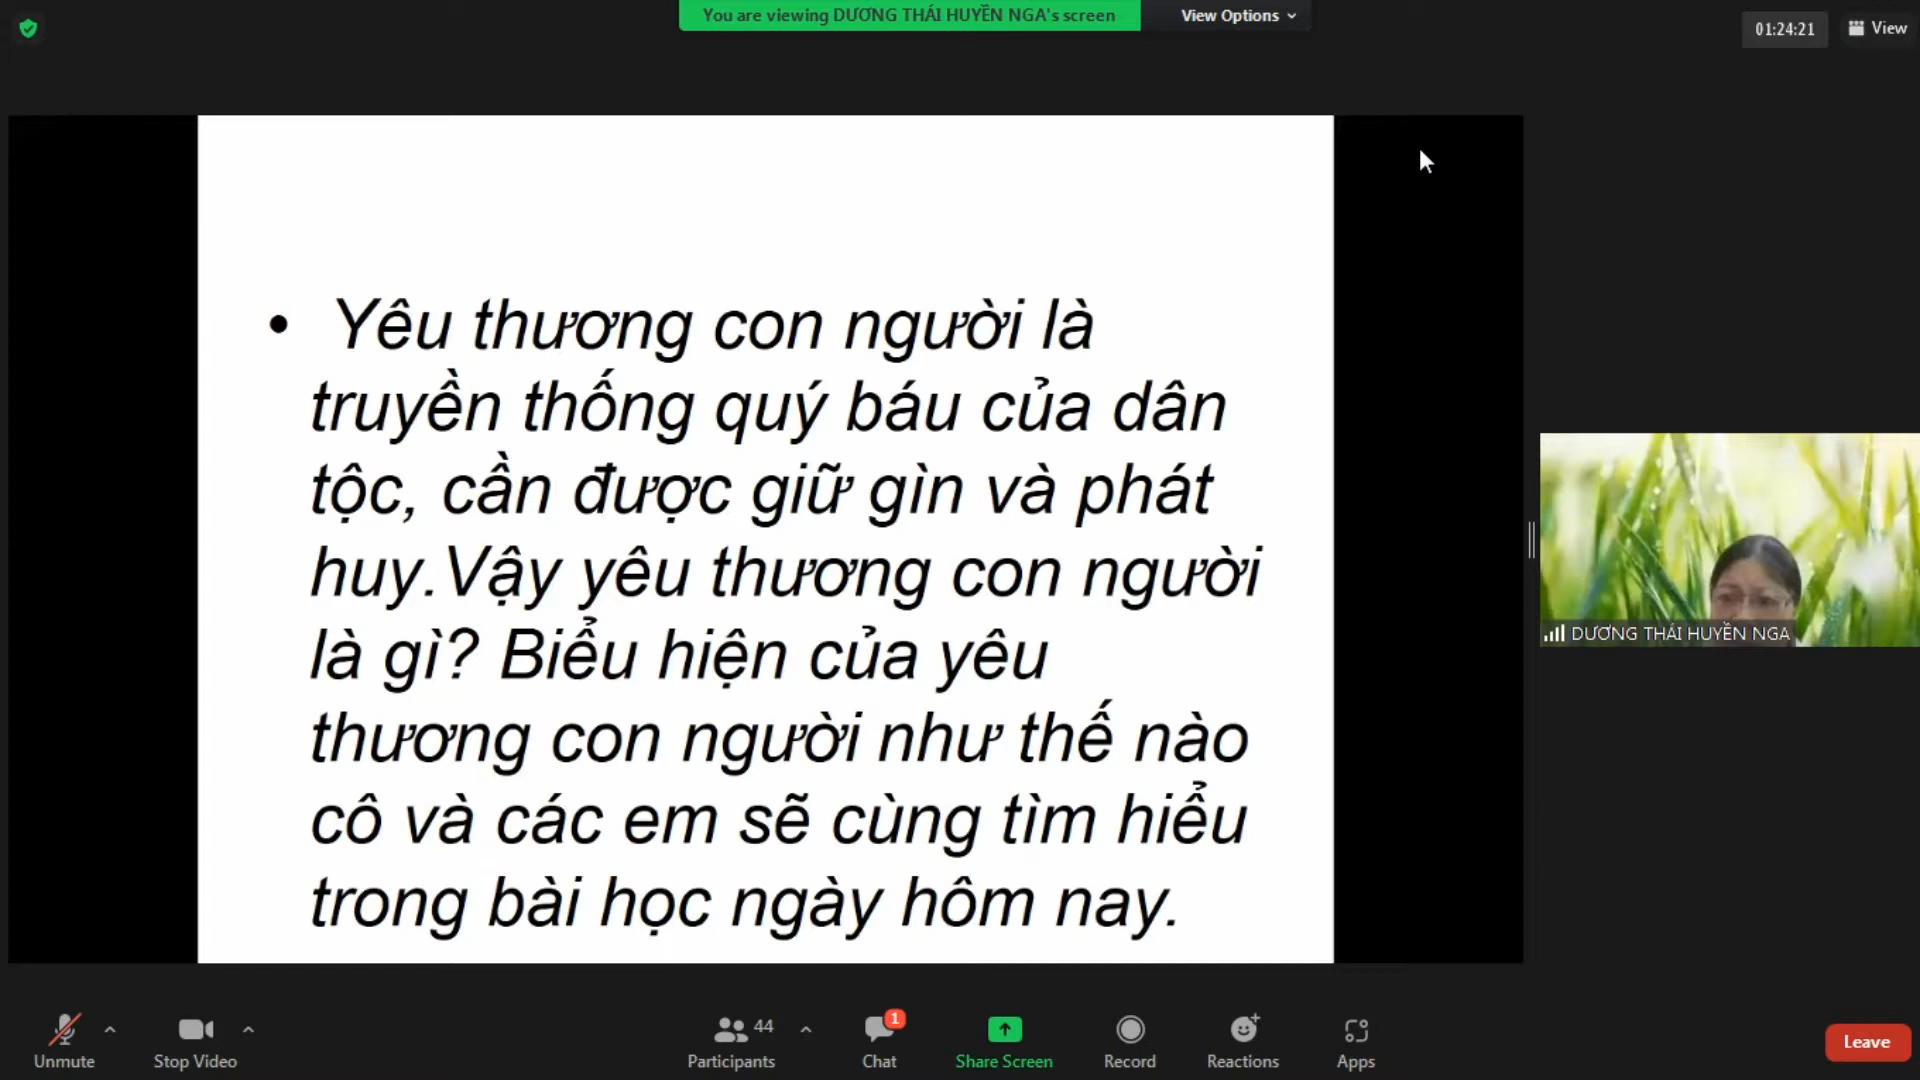 You are viewing DƯƠNG THÁI HUYỀN NGA's screen
View Options
01:24:21
View
• Yêu thương con người là
truyền thống quý báu của dân
tộc, cần được giữ gìn và phát
huy.Vậy yêu thương con người
là gì? Biểu hiện của yêu
thương con người như thế nào
cô và các em sẽ cùng tìm hiểu
trong bài học ngày hôm nay.
DƯƠNG THÁI HUYỀN NGA
Unmute
Stop Video
44
Participants
1
Chat
Share Screen
Record
Reactions
Apps
Leave